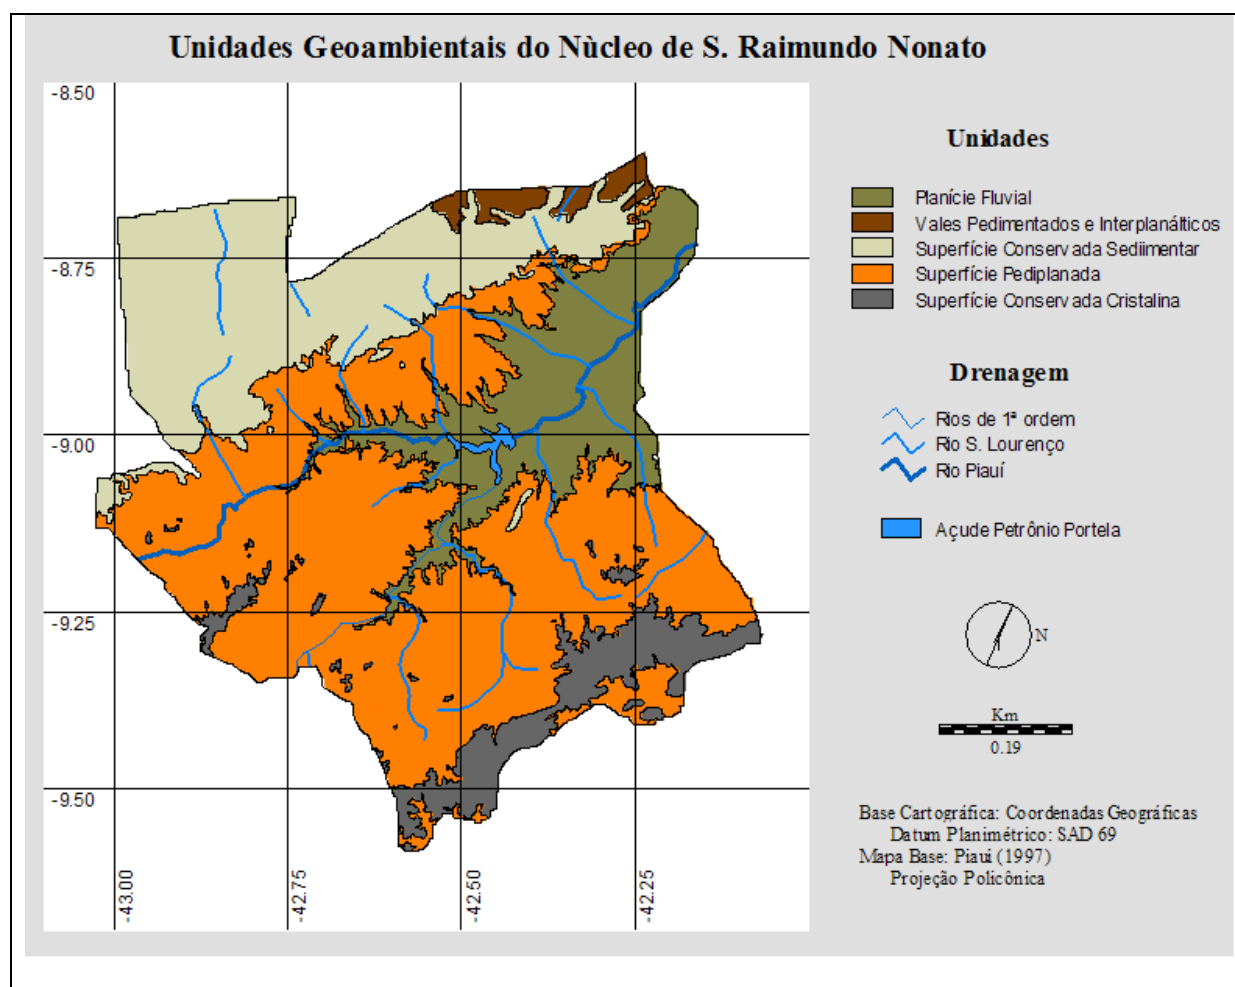 Unidades Geoambientais do Nùcleo de S. Raimundo Nonato
-8.50
-8.75
-9.00
-9.25
-9.50
-43.00
-42.75
-42.50
-42.25
Unidades
Planície Fluvial
Vales Pedimentados e Interplanálticos
Superfície Conservada Sediimentar
Superfície Pediplanada
Superfície Conservada Cristalina
Drenagem
Rios de 1ª ordem
Rio S. Lourenço
Rio Piauí
Açude Petrônio Portela
N
Km
0.19
Base Cartográfica: Coordenadas Geográficas
Datum Planimétrico: SAD 69
Mapa Base: Piaui (1997)
Projeção Policônica